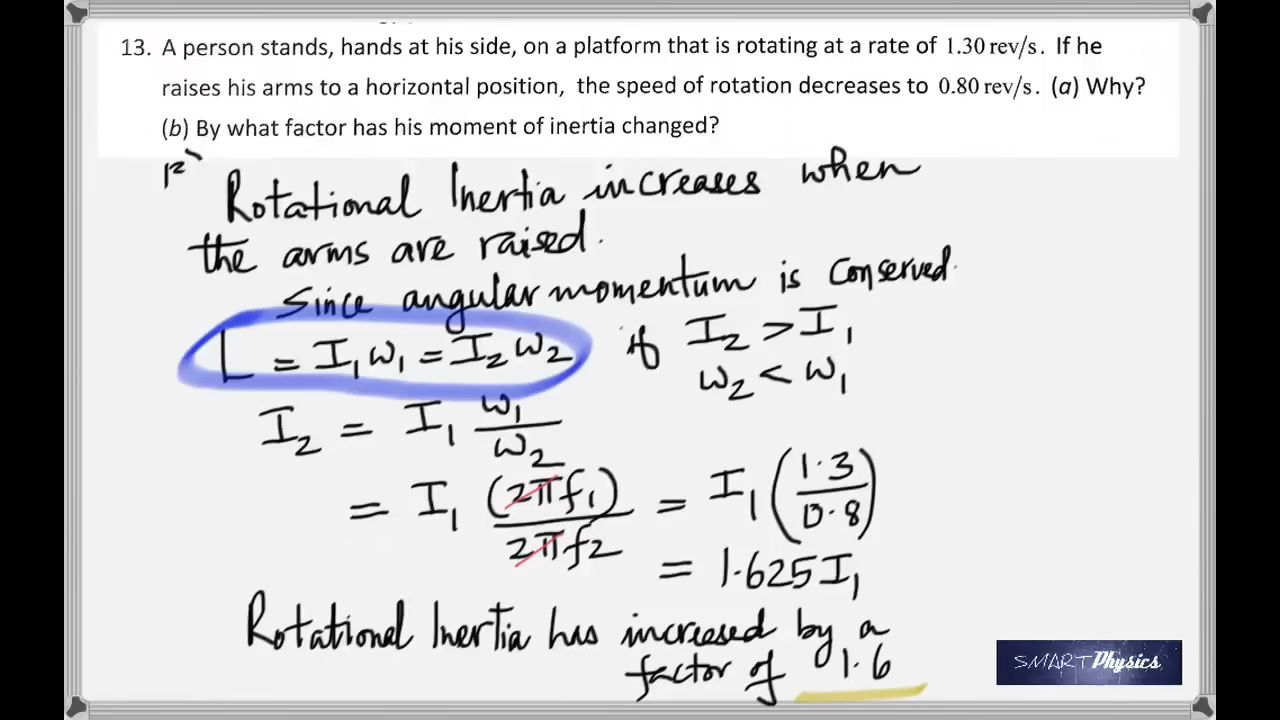 13. A person stands, hands at his side, on a platform that is rotating at a rate of 1.30 rev/s. If he
raises his arms to a horizontal position, the speed of rotation decreases to 0.80 rev/s. (a) Why?
(b) By what factor has his moment of inertia changed?
Rotational Inertia increases when
the arms are raised.
Since angular momentum is conserved.
L = I₁ω₁ = I₂ω₂ if I₂ > I₁
ω₂ < ω₁
I₂ = I₁ ω₁/ω₂
= I₁ (2πf₁)/2πf₂ = I₁ (1.3/0.8)
= 1.625 I₁
Rotational Inertia has increased by a
factor of 1.6
SMART Physics